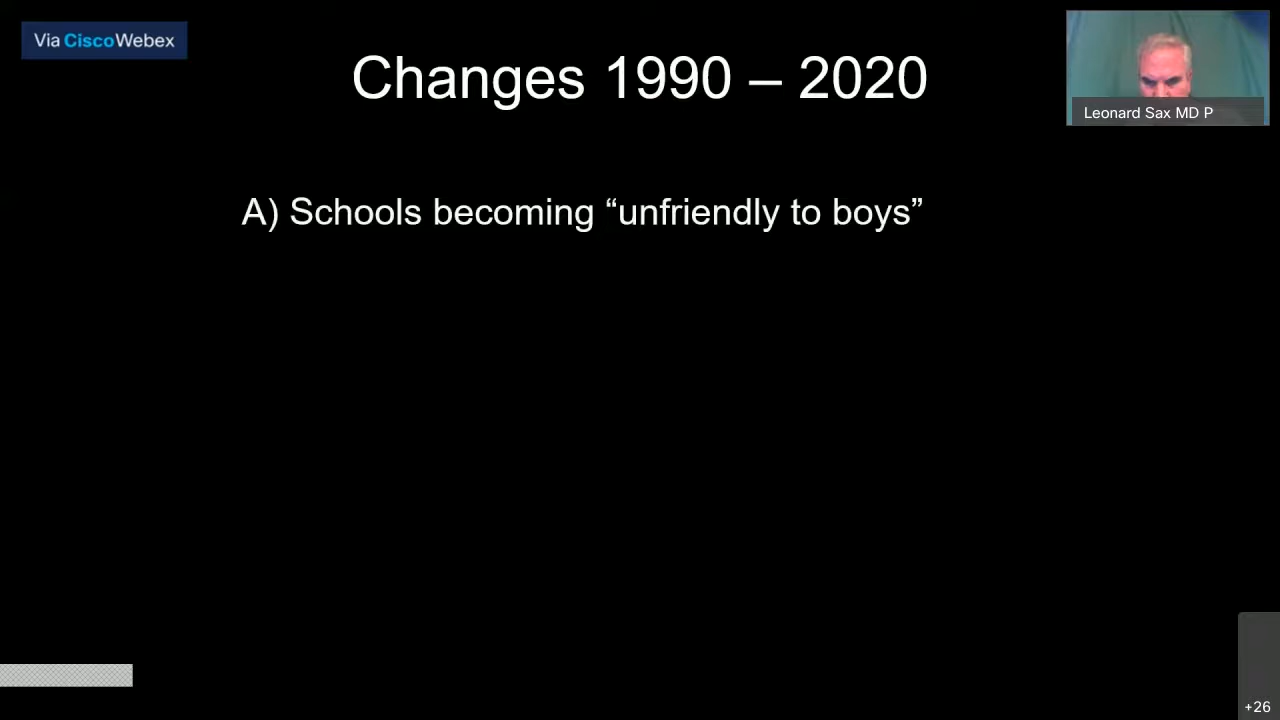 Via Cisco Webex
Changes 1990 – 2020
Leonard Sax MD P
A) Schools becoming “unfriendly to boys”
+26